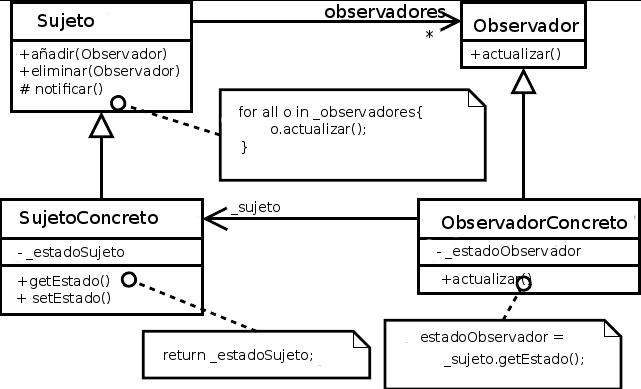 Sujeto
observadores
*
Observador
+añadir(Observador)
+eliminar(Observador)
# notificar()
+actualizar()
for all o in _observadores{
o.actualizar();
}
SujetoConcreto
- _estadoSujeto
+getEstado()
+ setEstado()
_sujeto
ObservadorConcreto
- _estadoObservador
+actualizar()
return _estadoSujeto;
estadoObservador =
_sujeto.getEstado();